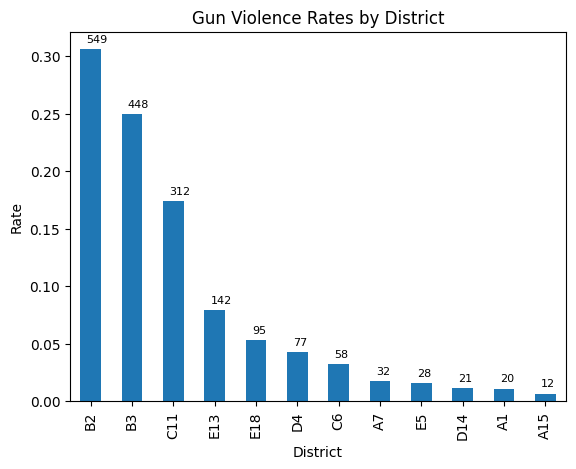 Gun Violence Rates by District
Rate
0.30
0.25
0.20
0.15
0.10
0.05
0.00
549
448
312
142
95
77
58
32
28
21
20
12
B2
B3
C11
E13
E18
D4
C6
A7
E5
D14
A1
A15
District